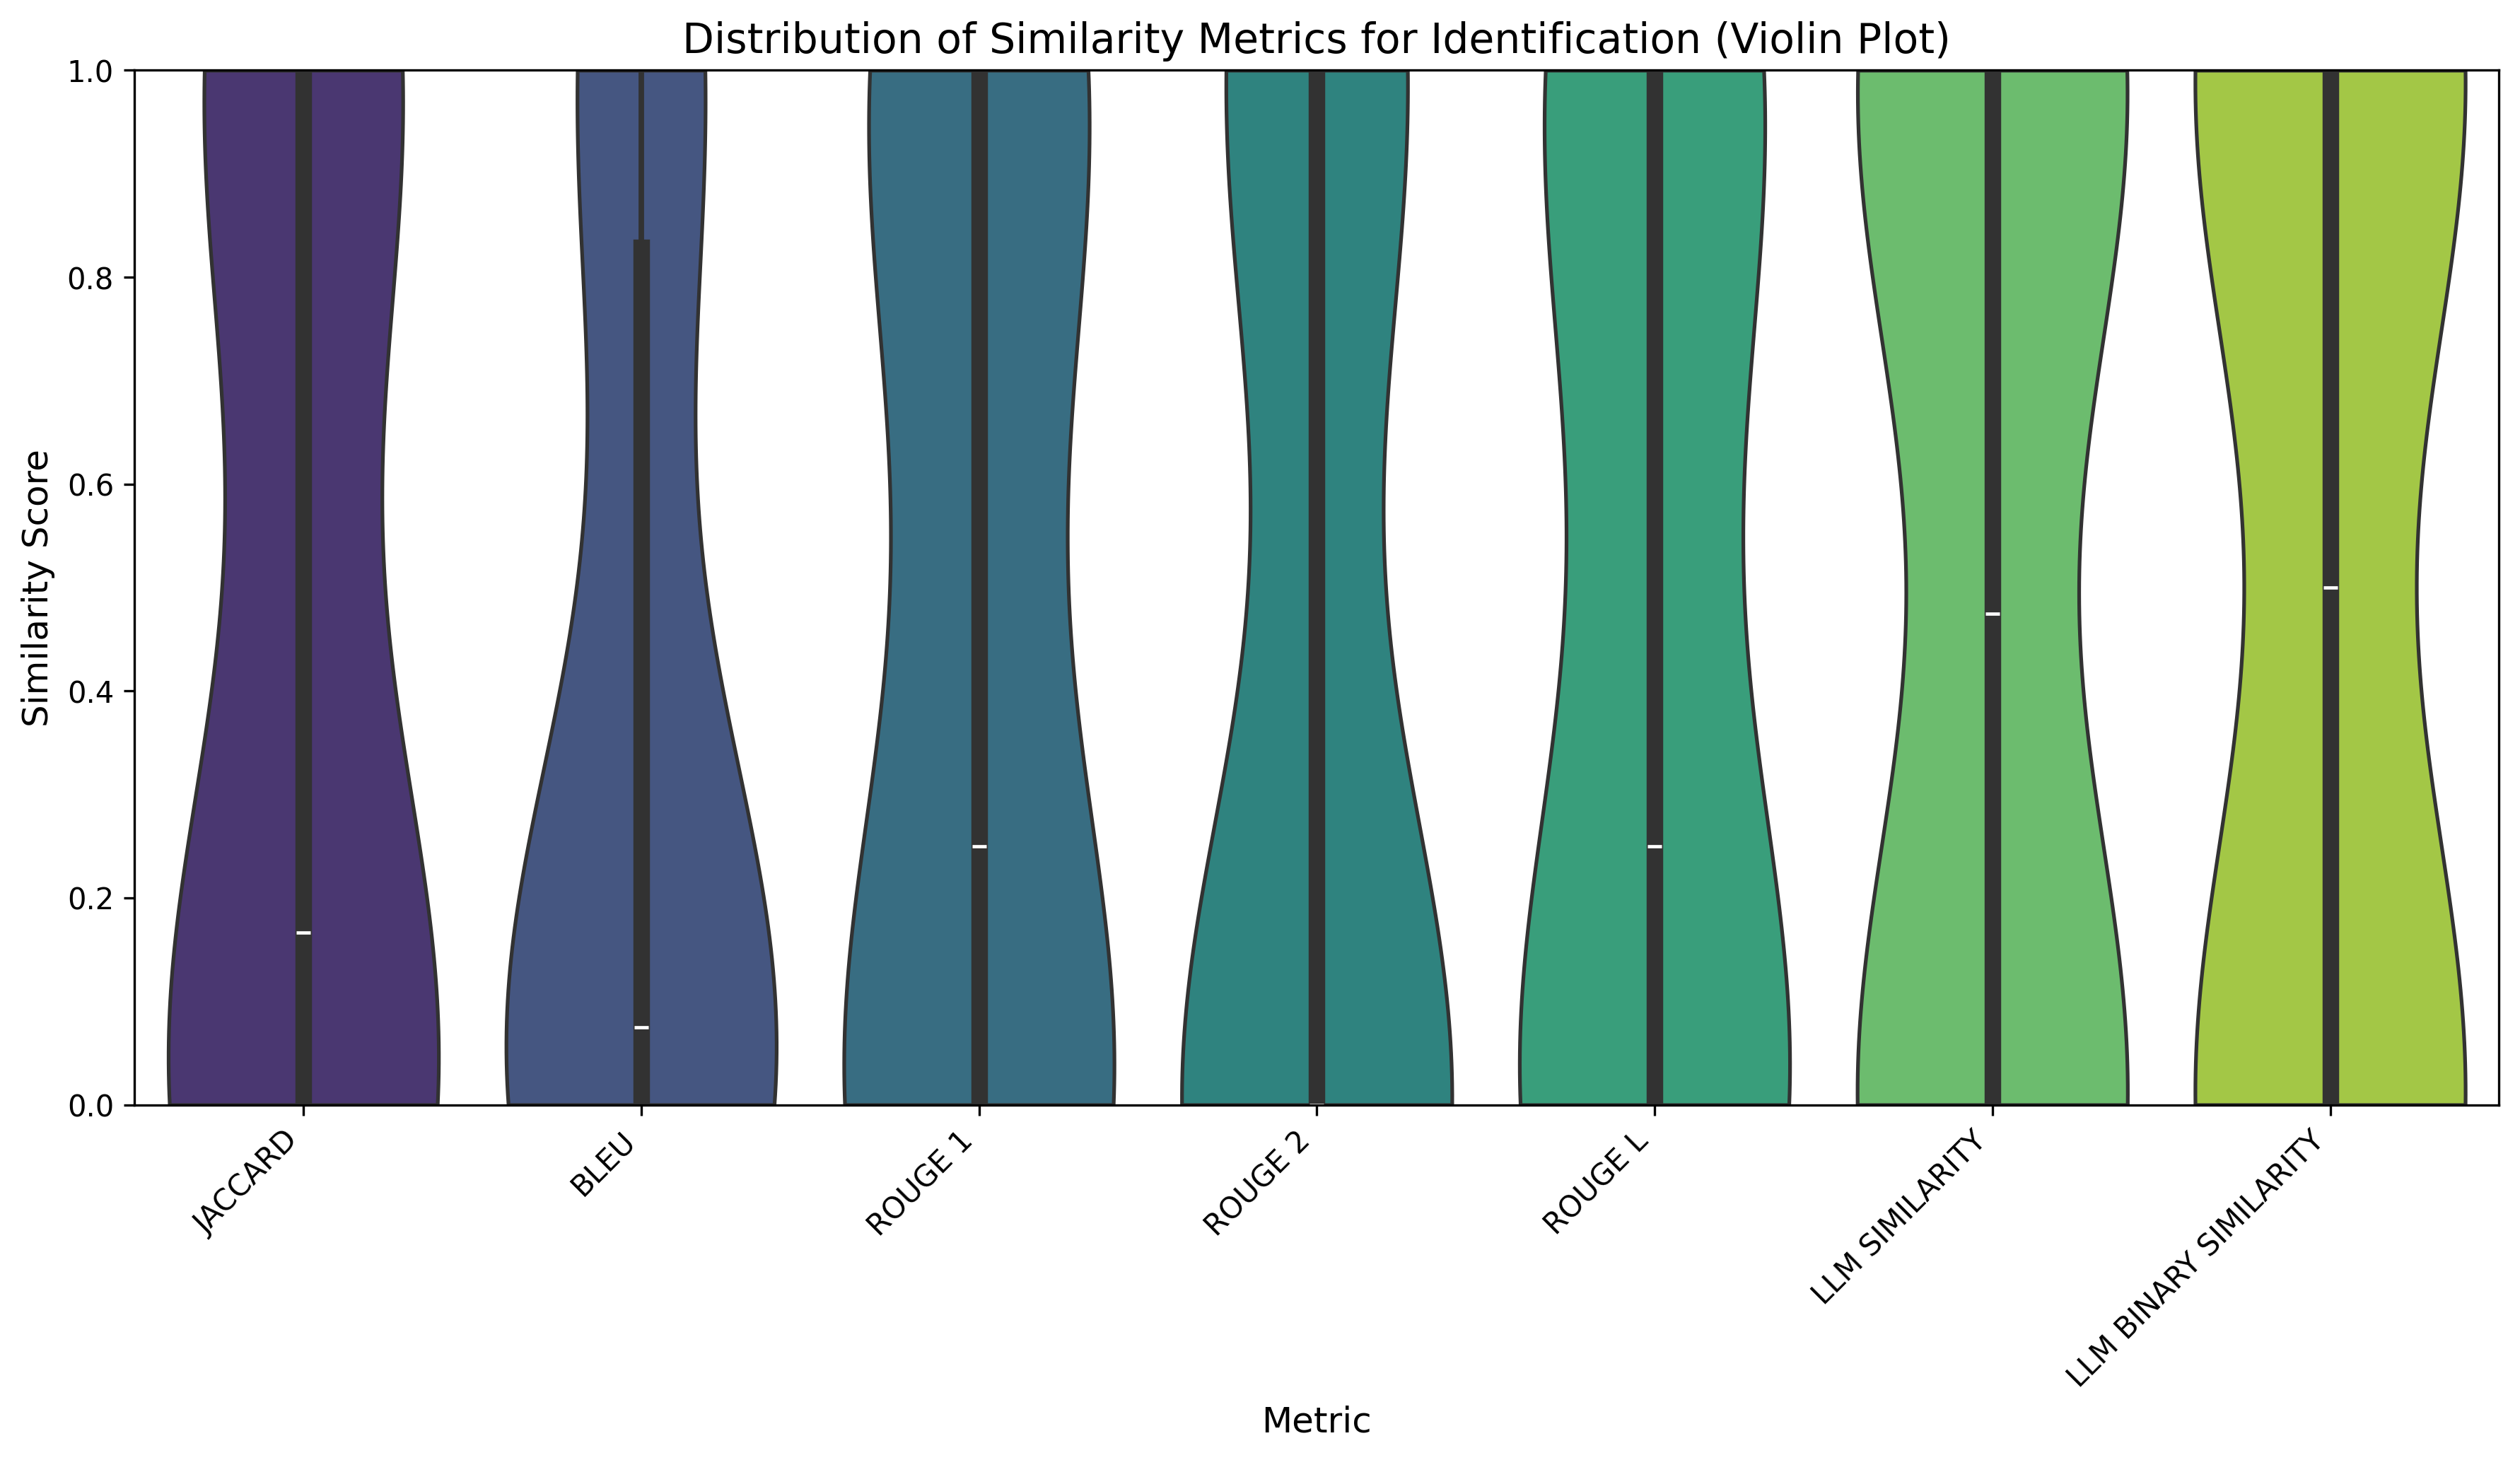 Distribution of Similarity Metrics for Identification (Violin Plot)
1.0
0.8
0.6
0.4
0.2
0.0
Similarity Score
JACCARD
BLEU
ROUGE 1
ROUGE 2
ROUGE L
LLM SIMILARITY
LLM BINARY SIMILARITY
Metric